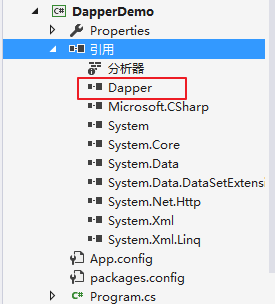 DapperDemo
Properties
引用
分析器
Dapper
Microsoft.CSharp
System
System.Core
System.Data
System.Data.DataSetExtensi
System.Net.Http
System.Xml
System.Xml.Linq
App.config
packages.config
Program.cs